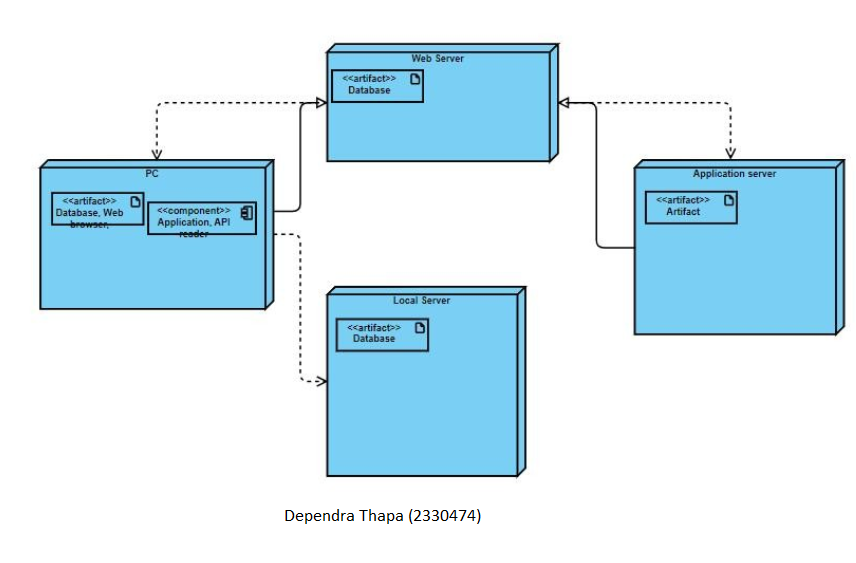 Web Server
<<artifact>>
Database
PC
<<artifact>>
Database, Web
browser,
<<component>>
Application, API
reader
Application server
<<artifact>>
Artifact
Local Server
<<artifact>>
Database
Dependra Thapa (2330474)